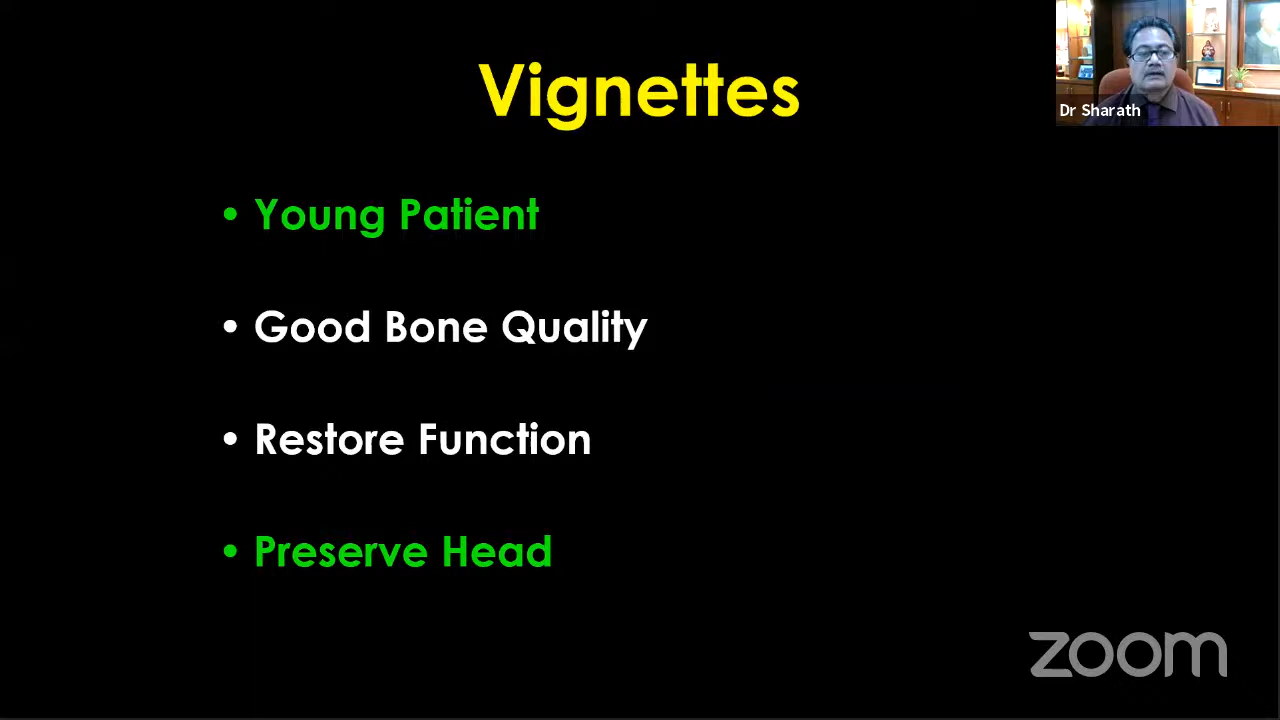 Vignettes
Dr Sharath
• Young Patient
• Good Bone Quality
• Restore Function
• Preserve Head
zoom